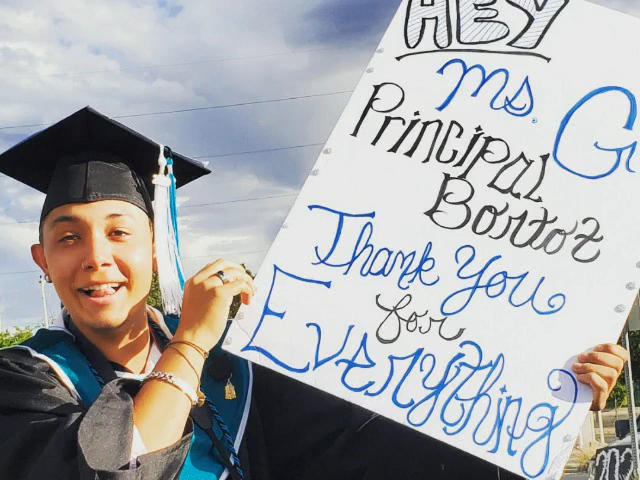 HEY
Ms. G
Principal
Bortot
Thank You
for
Everything